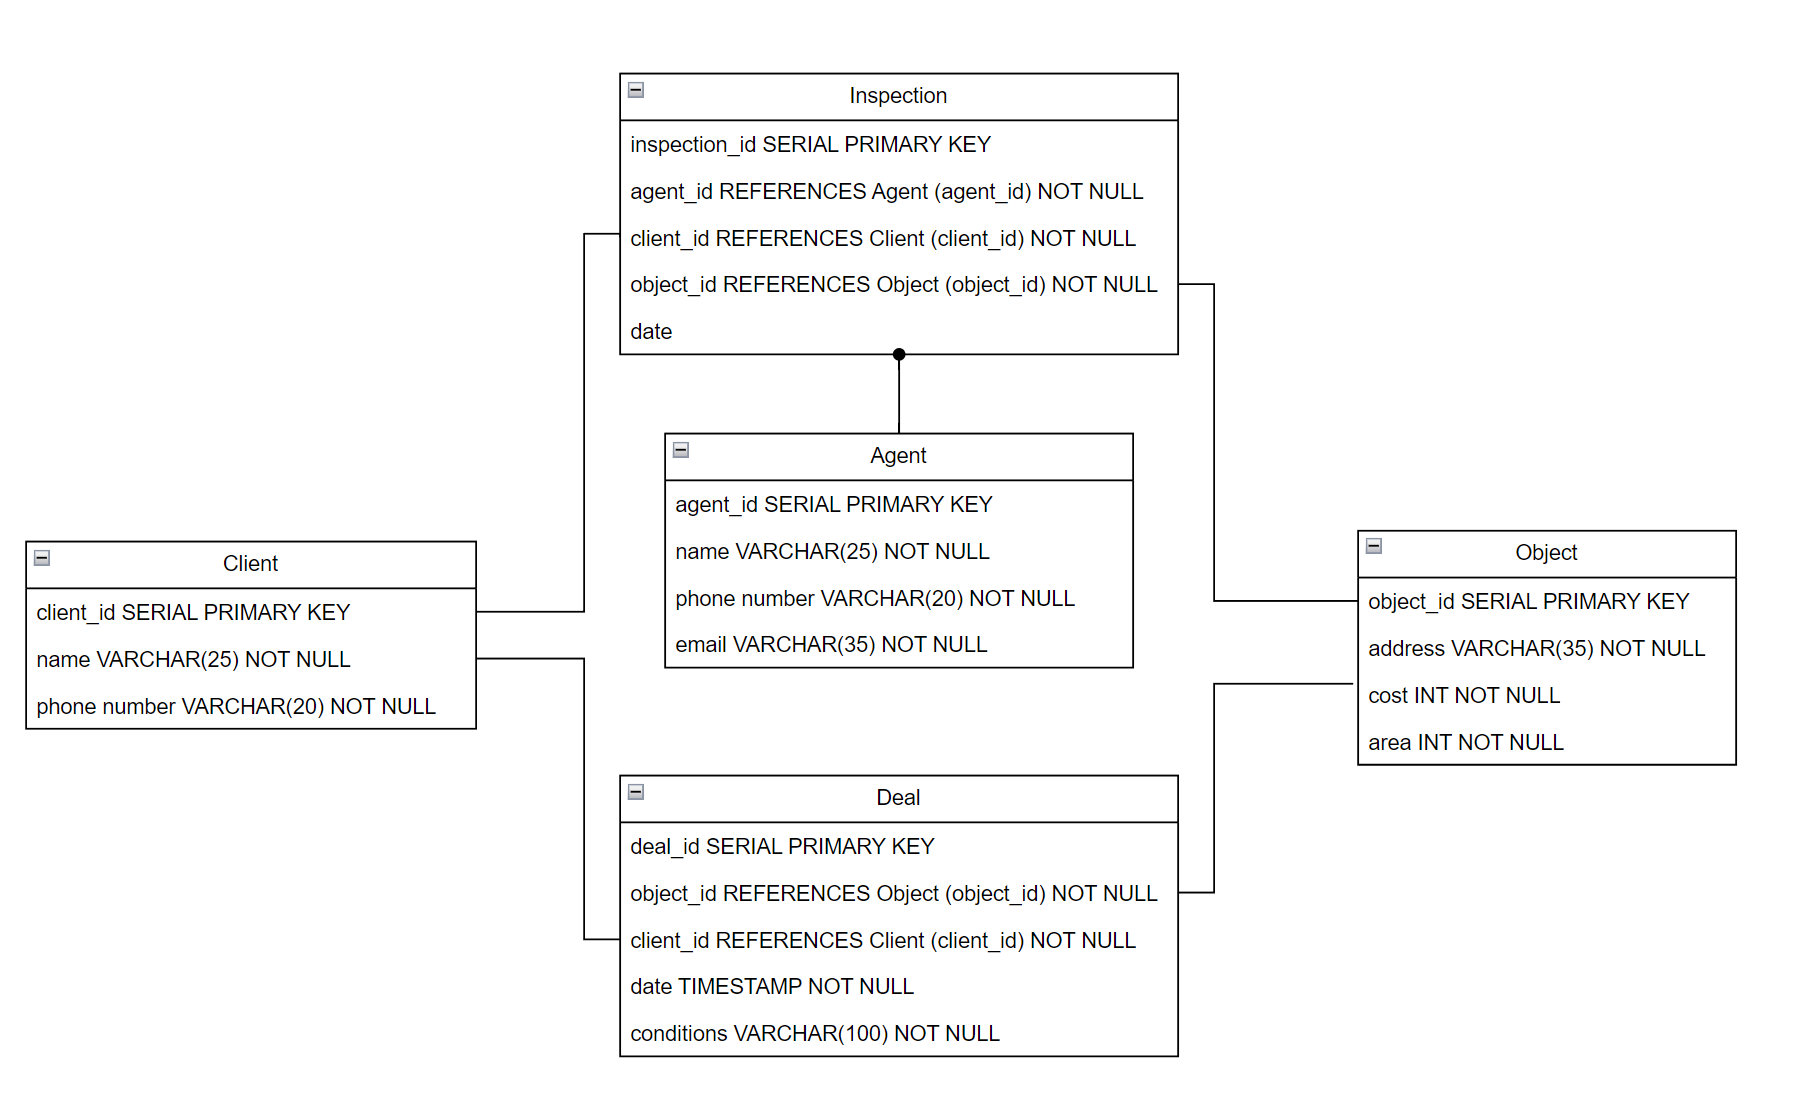 Inspection
inspection_id SERIAL PRIMARY KEY
agent_id REFERENCES Agent (agent_id) NOT NULL
client_id REFERENCES Client (client_id) NOT NULL
object_id REFERENCES Object (object_id) NOT NULL
date
Agent
agent_id SERIAL PRIMARY KEY
name VARCHAR(25) NOT NULL
phone number VARCHAR(20) NOT NULL
email VARCHAR(35) NOT NULL
Client
client_id SERIAL PRIMARY KEY
name VARCHAR(25) NOT NULL
phone number VARCHAR(20) NOT NULL
Object
object_id SERIAL PRIMARY KEY
address VARCHAR(35) NOT NULL
cost INT NOT NULL
area INT NOT NULL
Deal
deal_id SERIAL PRIMARY KEY
object_id REFERENCES Object (object_id) NOT NULL
client_id REFERENCES Client (client_id) NOT NULL
date TIMESTAMP NOT NULL
conditions VARCHAR(100) NOT NULL